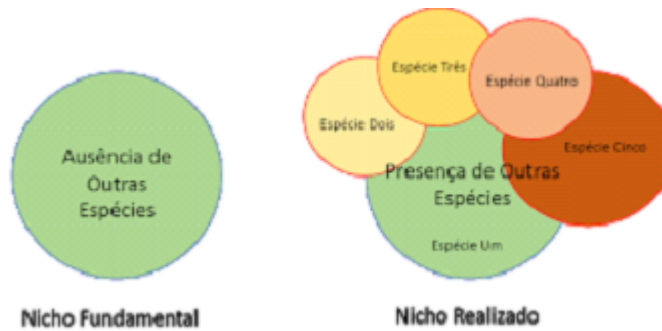 Ausência de
Outras
Espécies
Nicho Fundamental
Espécie Três
Espécie Quatro
Espécie Dois
Espécie Cinco
Presença de Outras
Espécies
Espécie Um
Nicho Realizado